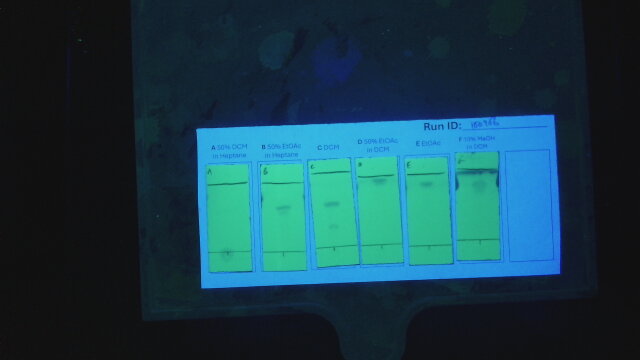 Run ID:
A 50% DCM
in Heptane
B 50% EtOAc
in Heptane
C DCM
D 50% EtOAc
in DCM
E EtOAc
F 10% MeOH
in DCM
A
B
C
E
F